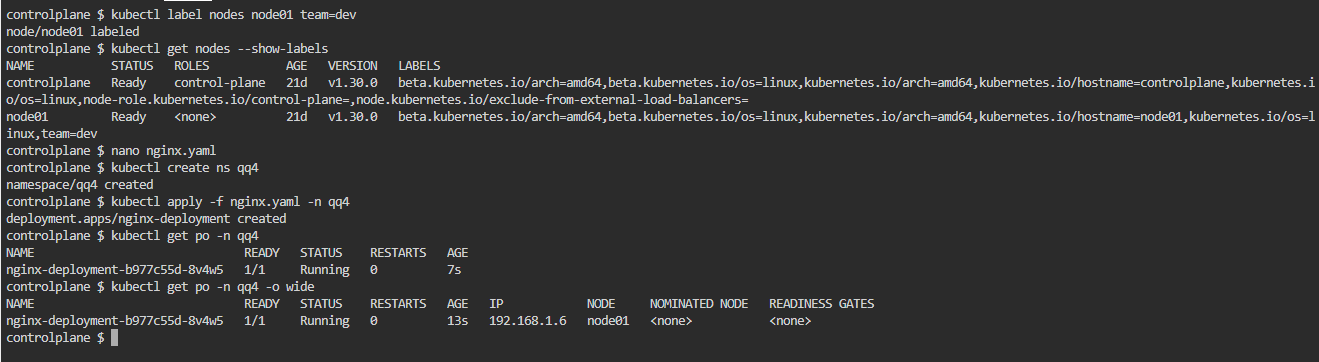 controlplane $ kubectl label nodes node01 team=dev
node/node01 labeled
controlplane $ kubectl get nodes --show-labels
NAME           STATUS   ROLES           AGE   VERSION   LABELS
controlplane   Ready    control-plane   21d   v1.30.0   beta.kubernetes.io/arch=amd64,beta.kubernetes.io/os=linux,kubernetes.io/arch=amd64,kubernetes.io/hostname=controlplane,kubernetes.i
o/os=linux,node-role.kubernetes.io/control-plane=,node.kubernetes.io/exclude-from-external-load-balancers=
node01         Ready    <none>          21d   v1.30.0   beta.kubernetes.io/arch=amd64,beta.kubernetes.io/os=linux,kubernetes.io/arch=amd64,kubernetes.io/hostname=node01,kubernetes.io/os=l
inux,team=dev
controlplane $ nano nginx.yaml
controlplane $ kubectl create ns qq4
namespace/qq4 created
controlplane $ kubectl apply -f nginx.yaml -n qq4
deployment.apps/nginx-deployment created
controlplane $ kubectl get po -n qq4
NAME                              READY   STATUS    RESTARTS   AGE
nginx-deployment-b977c55d-8v4w5   1/1     Running   0          7s
controlplane $ kubectl get po -n qq4 -o wide
NAME                              READY   STATUS    RESTARTS   AGE   IP            NODE     NOMINATED NODE   READINESS GATES
nginx-deployment-b977c55d-8v4w5   1/1     Running   0          13s   192.168.1.6   node01   <none>           <none>
controlplane $